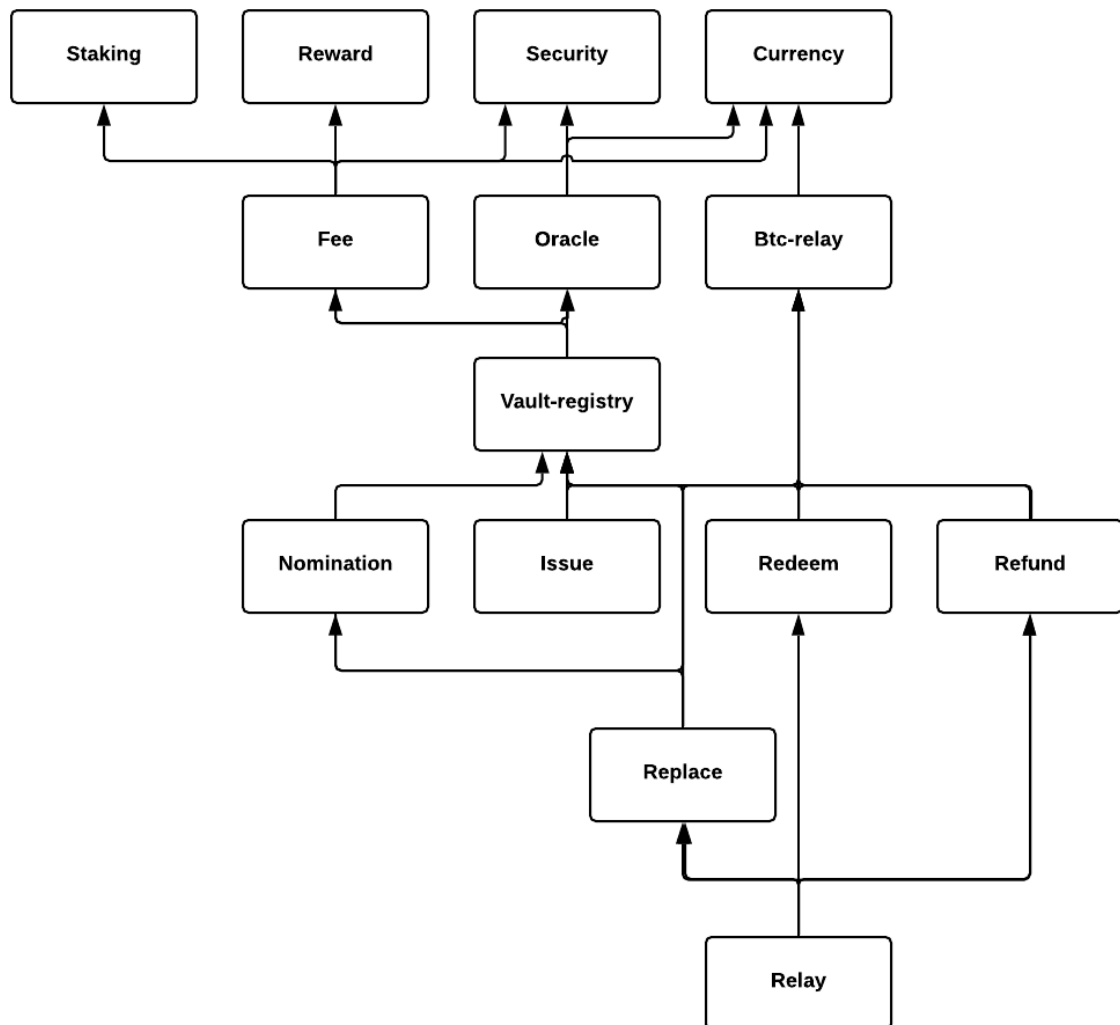 Staking
Reward
Security
Currency
Fee
Oracle
Btc-relay
Vault-registry
Nomination
Issue
Redeem
Refund
Replace
Relay